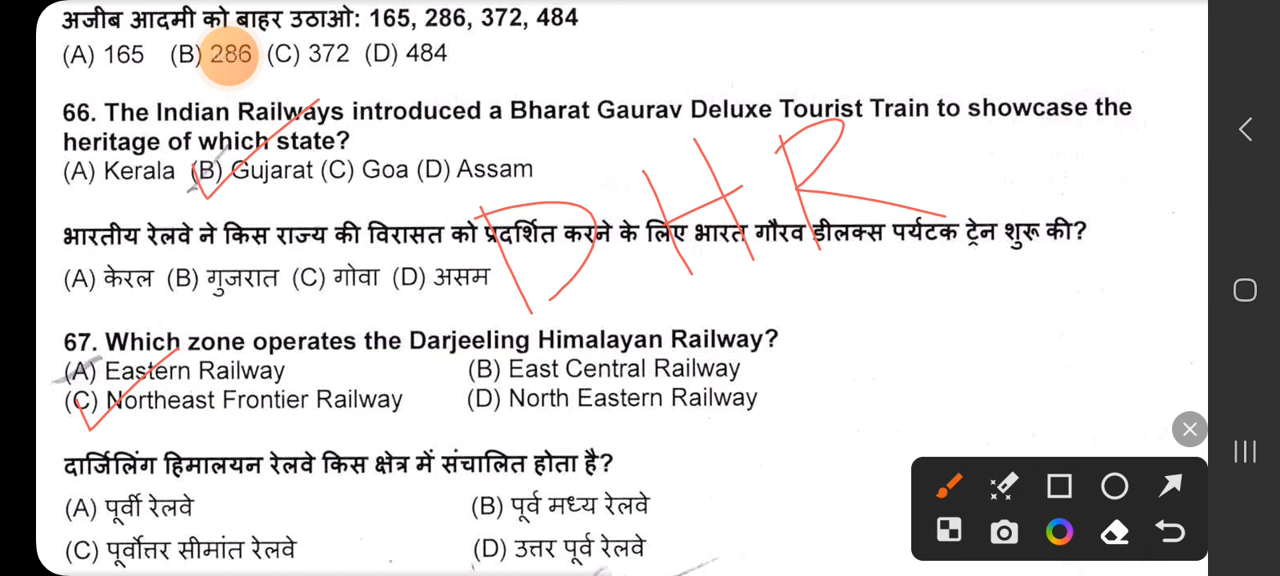 अजीब आदमी को बाहर उठाओ: 165, 286, 372, 484
(A) 165 (B) 286 (C) 372 (D) 484
66. The Indian Railways introduced a Bharat Gaurav Deluxe Tourist Train to showcase the
heritage of which state?
(A) Kerala (B) Gujarat (C) Goa (D) Assam
DHR
भारतीय रेलवे ने किस राज्य की विरासत को प्रदर्शित करने के लिए भारत गौरव डीलक्स पर्यटक ट्रेन शुरू की?
(A) केरल (B) गुजरात (C) गोवा (D) असम
67. Which zone operates the Darjeeling Himalayan Railway?
(A) Eastern Railway (B) East Central Railway
(C) Northeast Frontier Railway (D) North Eastern Railway
दार्जिलिंग हिमालयन रेलवे किस क्षेत्र में संचालित होता है?
(A) पूर्वी रेलवे (B) पूर्व मध्य रेलवे
(C) पूर्वोत्तर सीमांत रेलवे (D) उत्तर पूर्व रेलवे